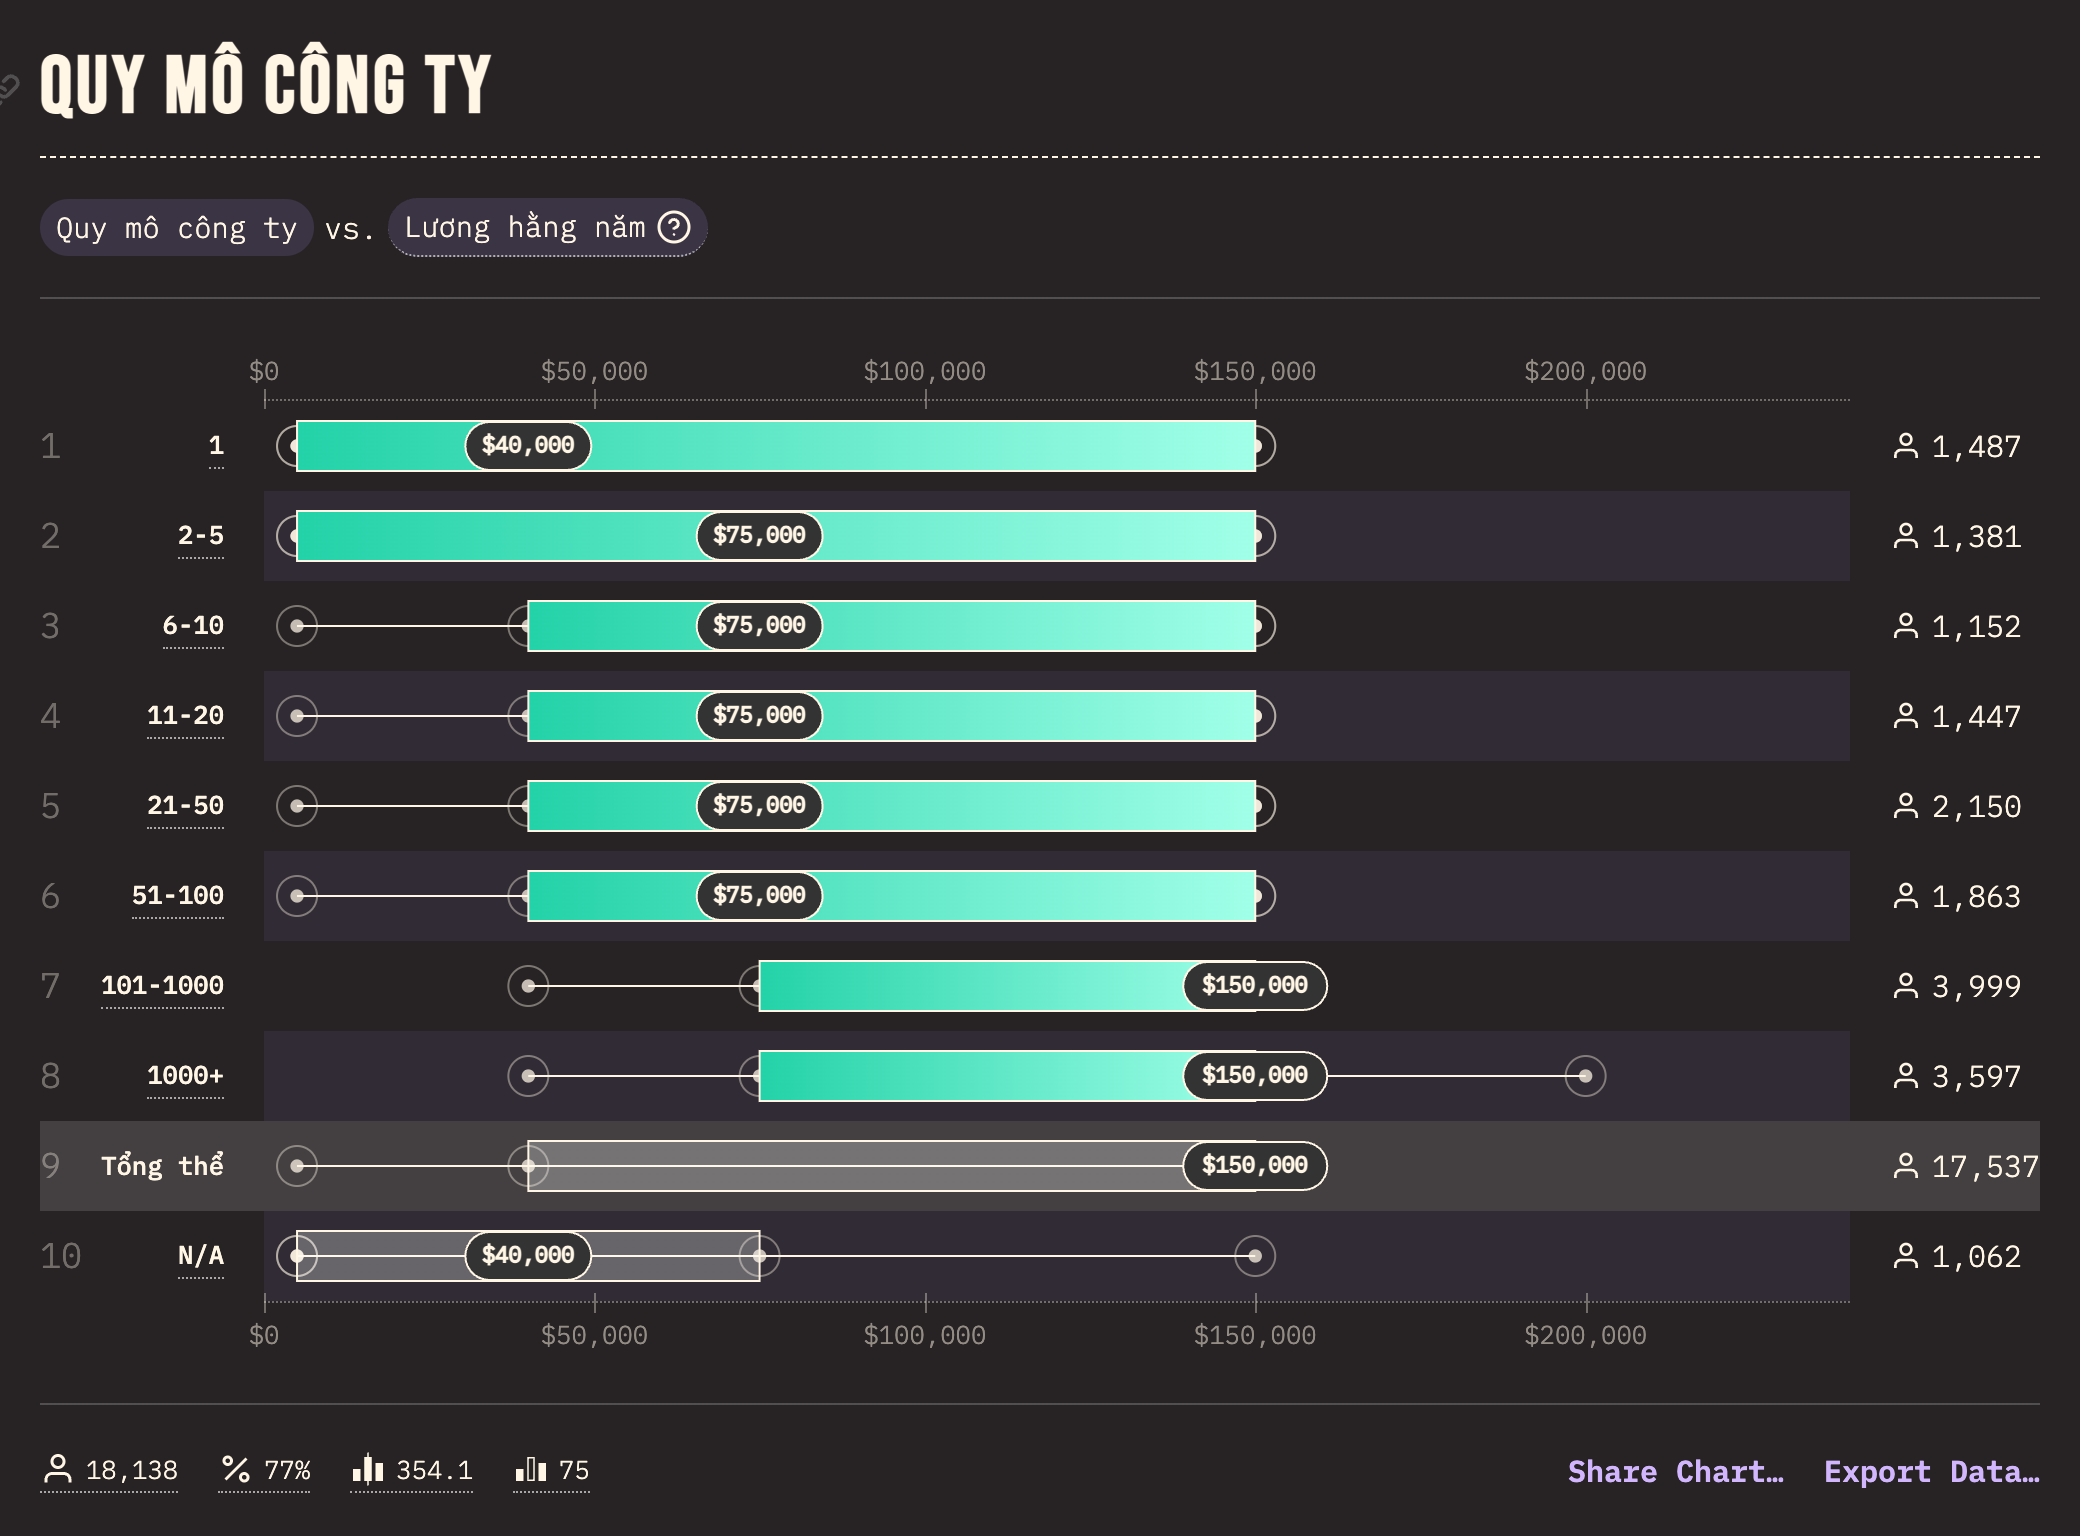 QUY MÔ CÔNG TY
Quy mô công ty vs. Lương hằng năm
$0 $50,000 $100,000 $150,000 $200,000
1 1 $40,000 1,487
2 2-5 $75,000 1,381
3 6-10 $75,000 1,152
4 11-20 $75,000 1,447
5 21-50 $75,000 2,150
6 51-100 $75,000 1,863
7 101-1000 $150,000 3,999
8 1000+ $150,000 3,597
9 Tổng thể $150,000 17,537
10 N/A $40,000 1,062
$0 $50,000 $100,000 $150,000 $200,000
18,138 77% 354.1 75 Share Chart… Export Data…